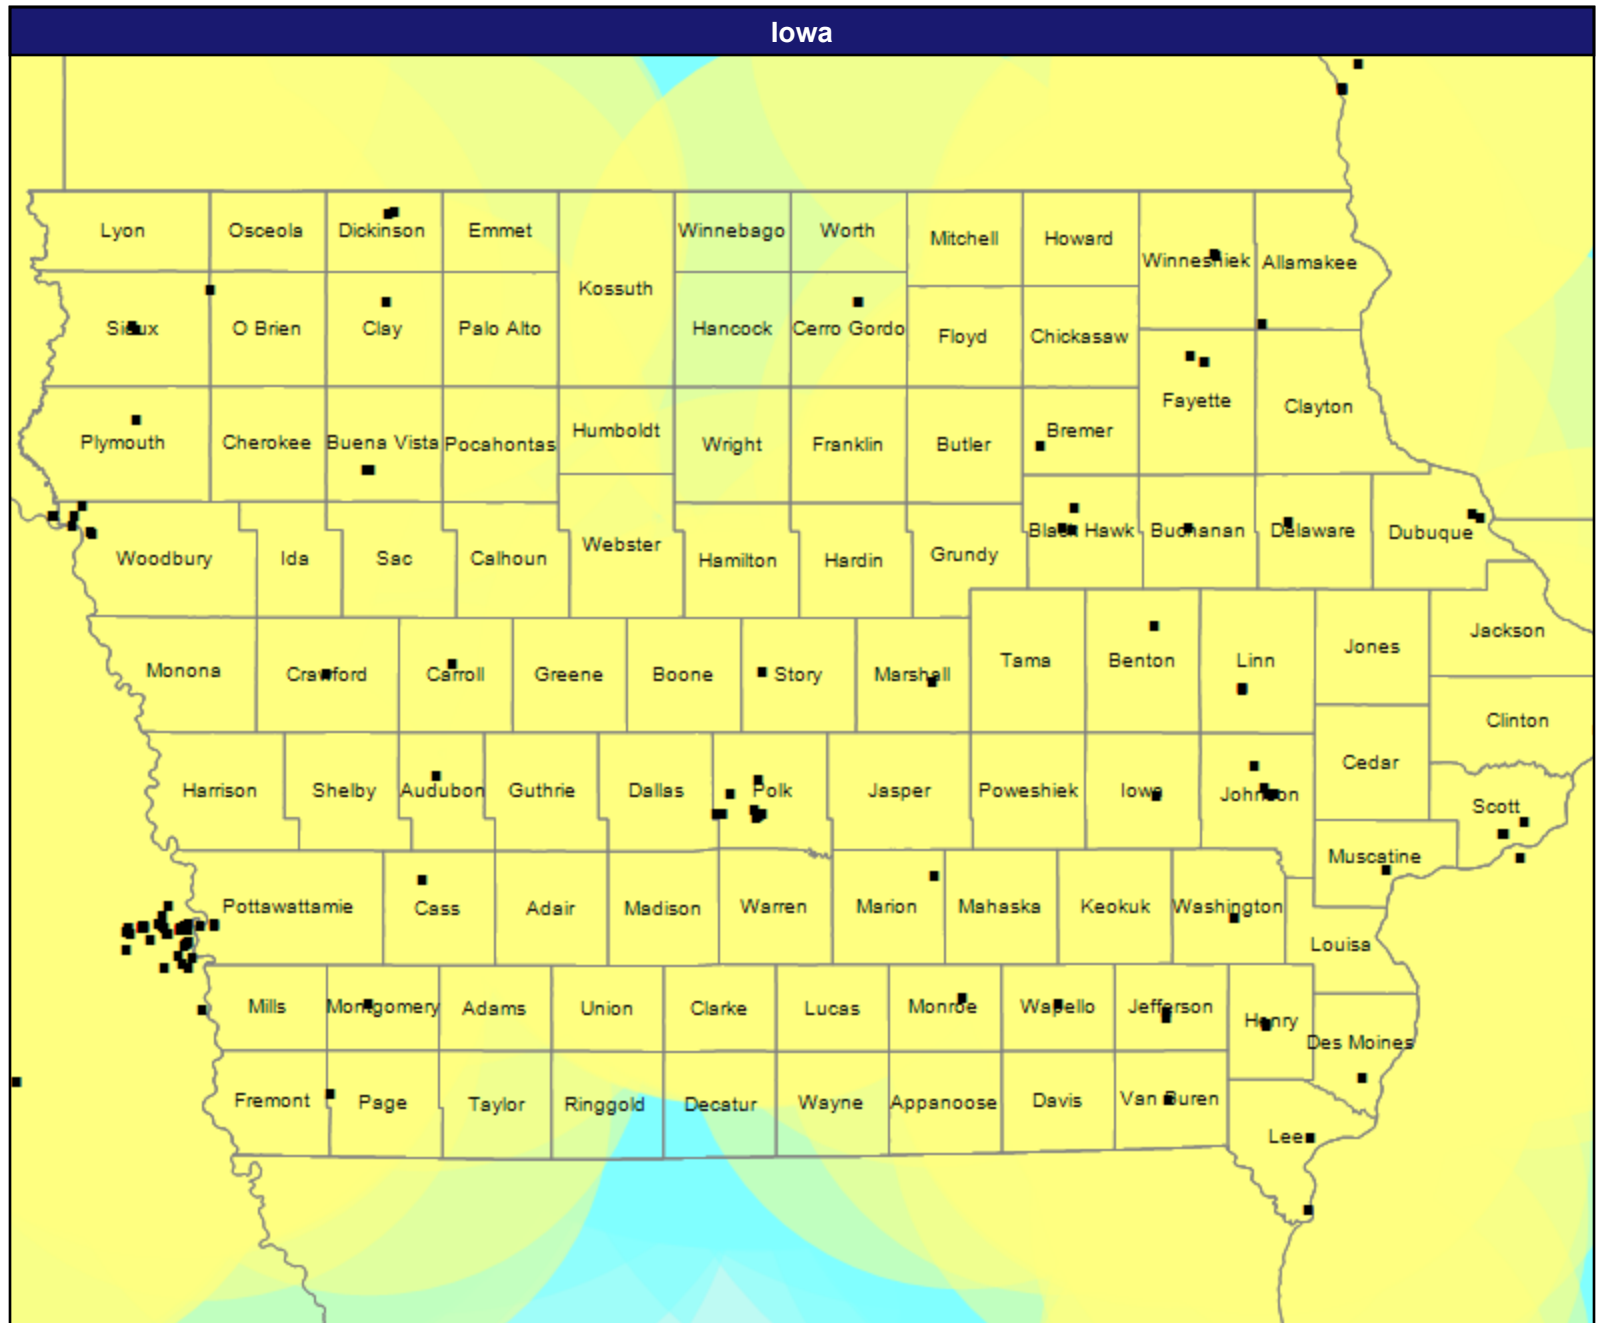 Iowa
Lyon
Osceola
Dickinson
Emmet
Winnebago
Worth
Mitchell
Howard
Winneshiek
Allamakee
Kossuth
Sioux
O Brien
Clay
Palo Alto
Hancock
Cerro Gordo
Floyd
Chickasaw
Fayette
Clayton
Plymouth
Cherokee
Buena Vista
Pocahontas
Humboldt
Wright
Franklin
Butler
Bremer
Woodbury
Ida
Sac
Calhoun
Webster
Hamilton
Hardin
Grundy
Black Hawk
Buchanan
Delaware
Dubuque
Monona
Crawford
Carroll
Greene
Boone
Story
Marshall
Tama
Benton
Linn
Jones
Jackson
Clinton
Harrison
Shelby
Audubon
Guthrie
Dallas
Polk
Jasper
Poweshiek
Iowa
Johnson
Cedar
Scott
Muscatine
Pottawattamie
Cass
Adair
Madison
Warren
Marion
Mahaska
Keokuk
Washington
Louisa
Mills
Montgomery
Adams
Union
Clarke
Lucas
Monroe
Wapello
Jefferson
Henry
Des Moines
Fremont
Page
Taylor
Ringgold
Decatur
Wayne
Appanoose
Davis
Van Buren
Lee